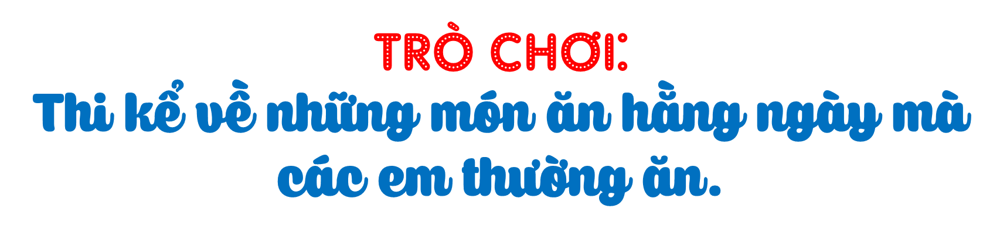 TRÒ CHƠI:
Thi kể về những món ăn hằng ngày mà
các em thường ăn.